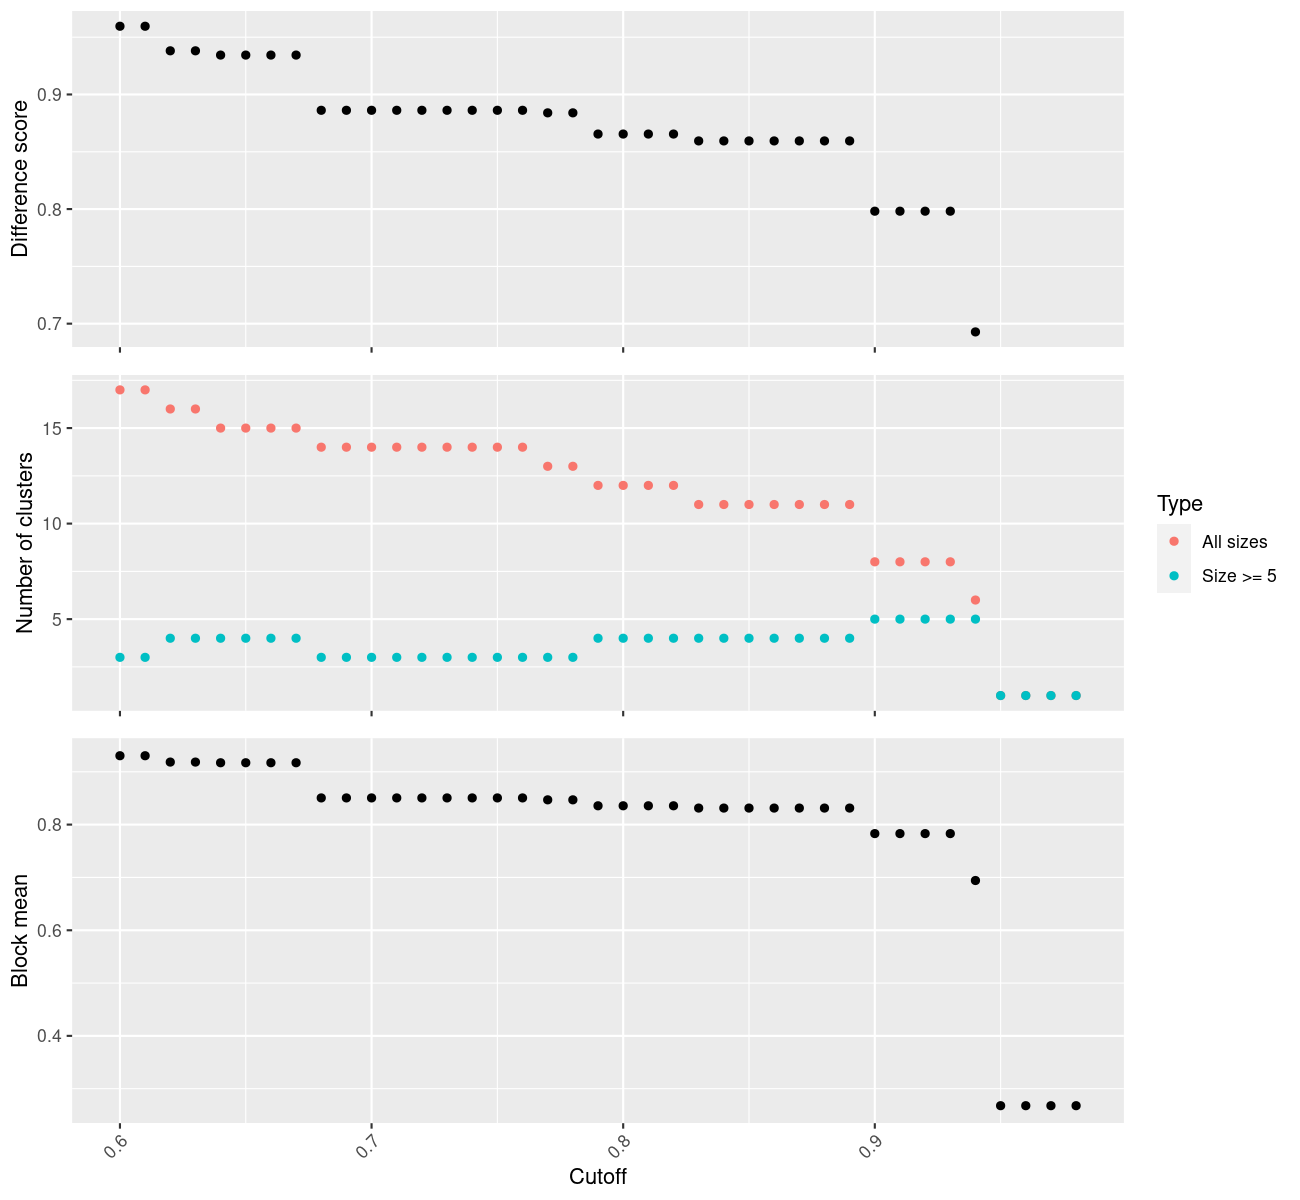 Difference score
0.9
0.8
0.7
Number of clusters
15
10
5
Type
All sizes
Size >= 5
Block mean
0.8
0.6
0.4
0.6
0.7
0.8
0.9
Cutoff